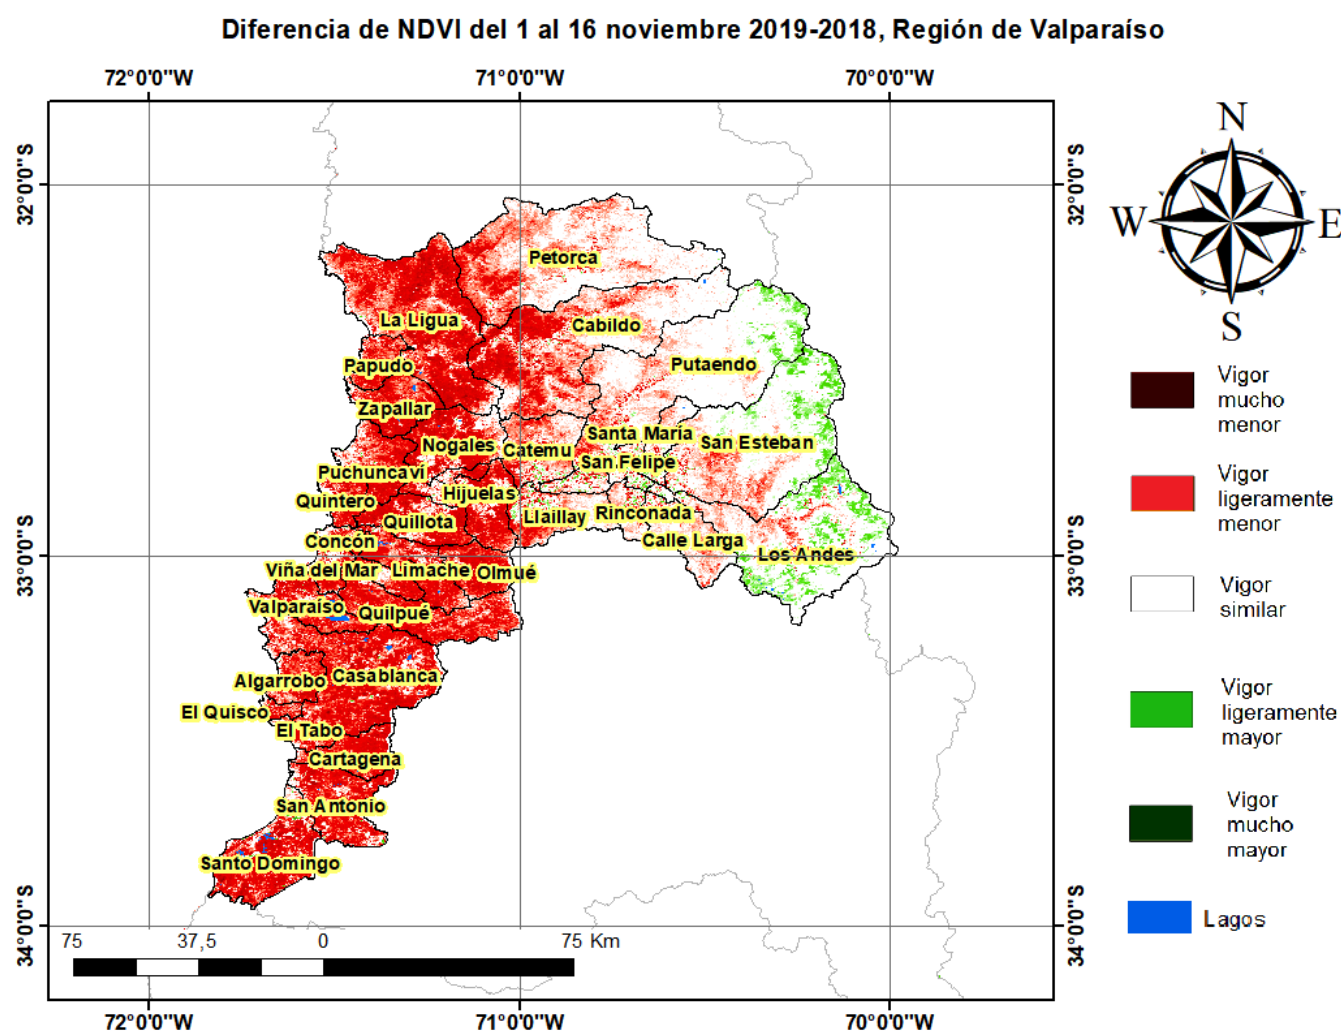 Diferencia de NDVI del 1 al 16 noviembre 2019-2018, Región de Valparaíso
72°0'0"W
71°0'0"W
70°0'0"W
32°0'0"S
32°0'0"S
N
W
E
S
Petorca
La Ligua
Cabildo
Papudo
Putaendo
Zapallar
Nogales
Catemu
Santa María
San Esteban
San Felipe
Puchuncaví
Quintero
Hijuelas
Quillota
Llaillay
Rinconada
Concón
Calle Larga
Los Andes
33°0'0"S
33°0'0"S
Viña del Mar
Limache
Olmué
Valparaíso
Quilpué
Algarrobo
Casablanca
El Quisco
El Tabo
Cartagena
San Antonio
Santo Domingo
34°0'0"S
34°0'0"S
75
37,5
0
75 Km
72°0'0"W
71°0'0"W
70°0'0"W
Vigor
mucho
menor
Vigor
ligeramente
menor
Vigor
similar
Vigor
ligeramente
mayor
Vigor
mucho
mayor
Lagos